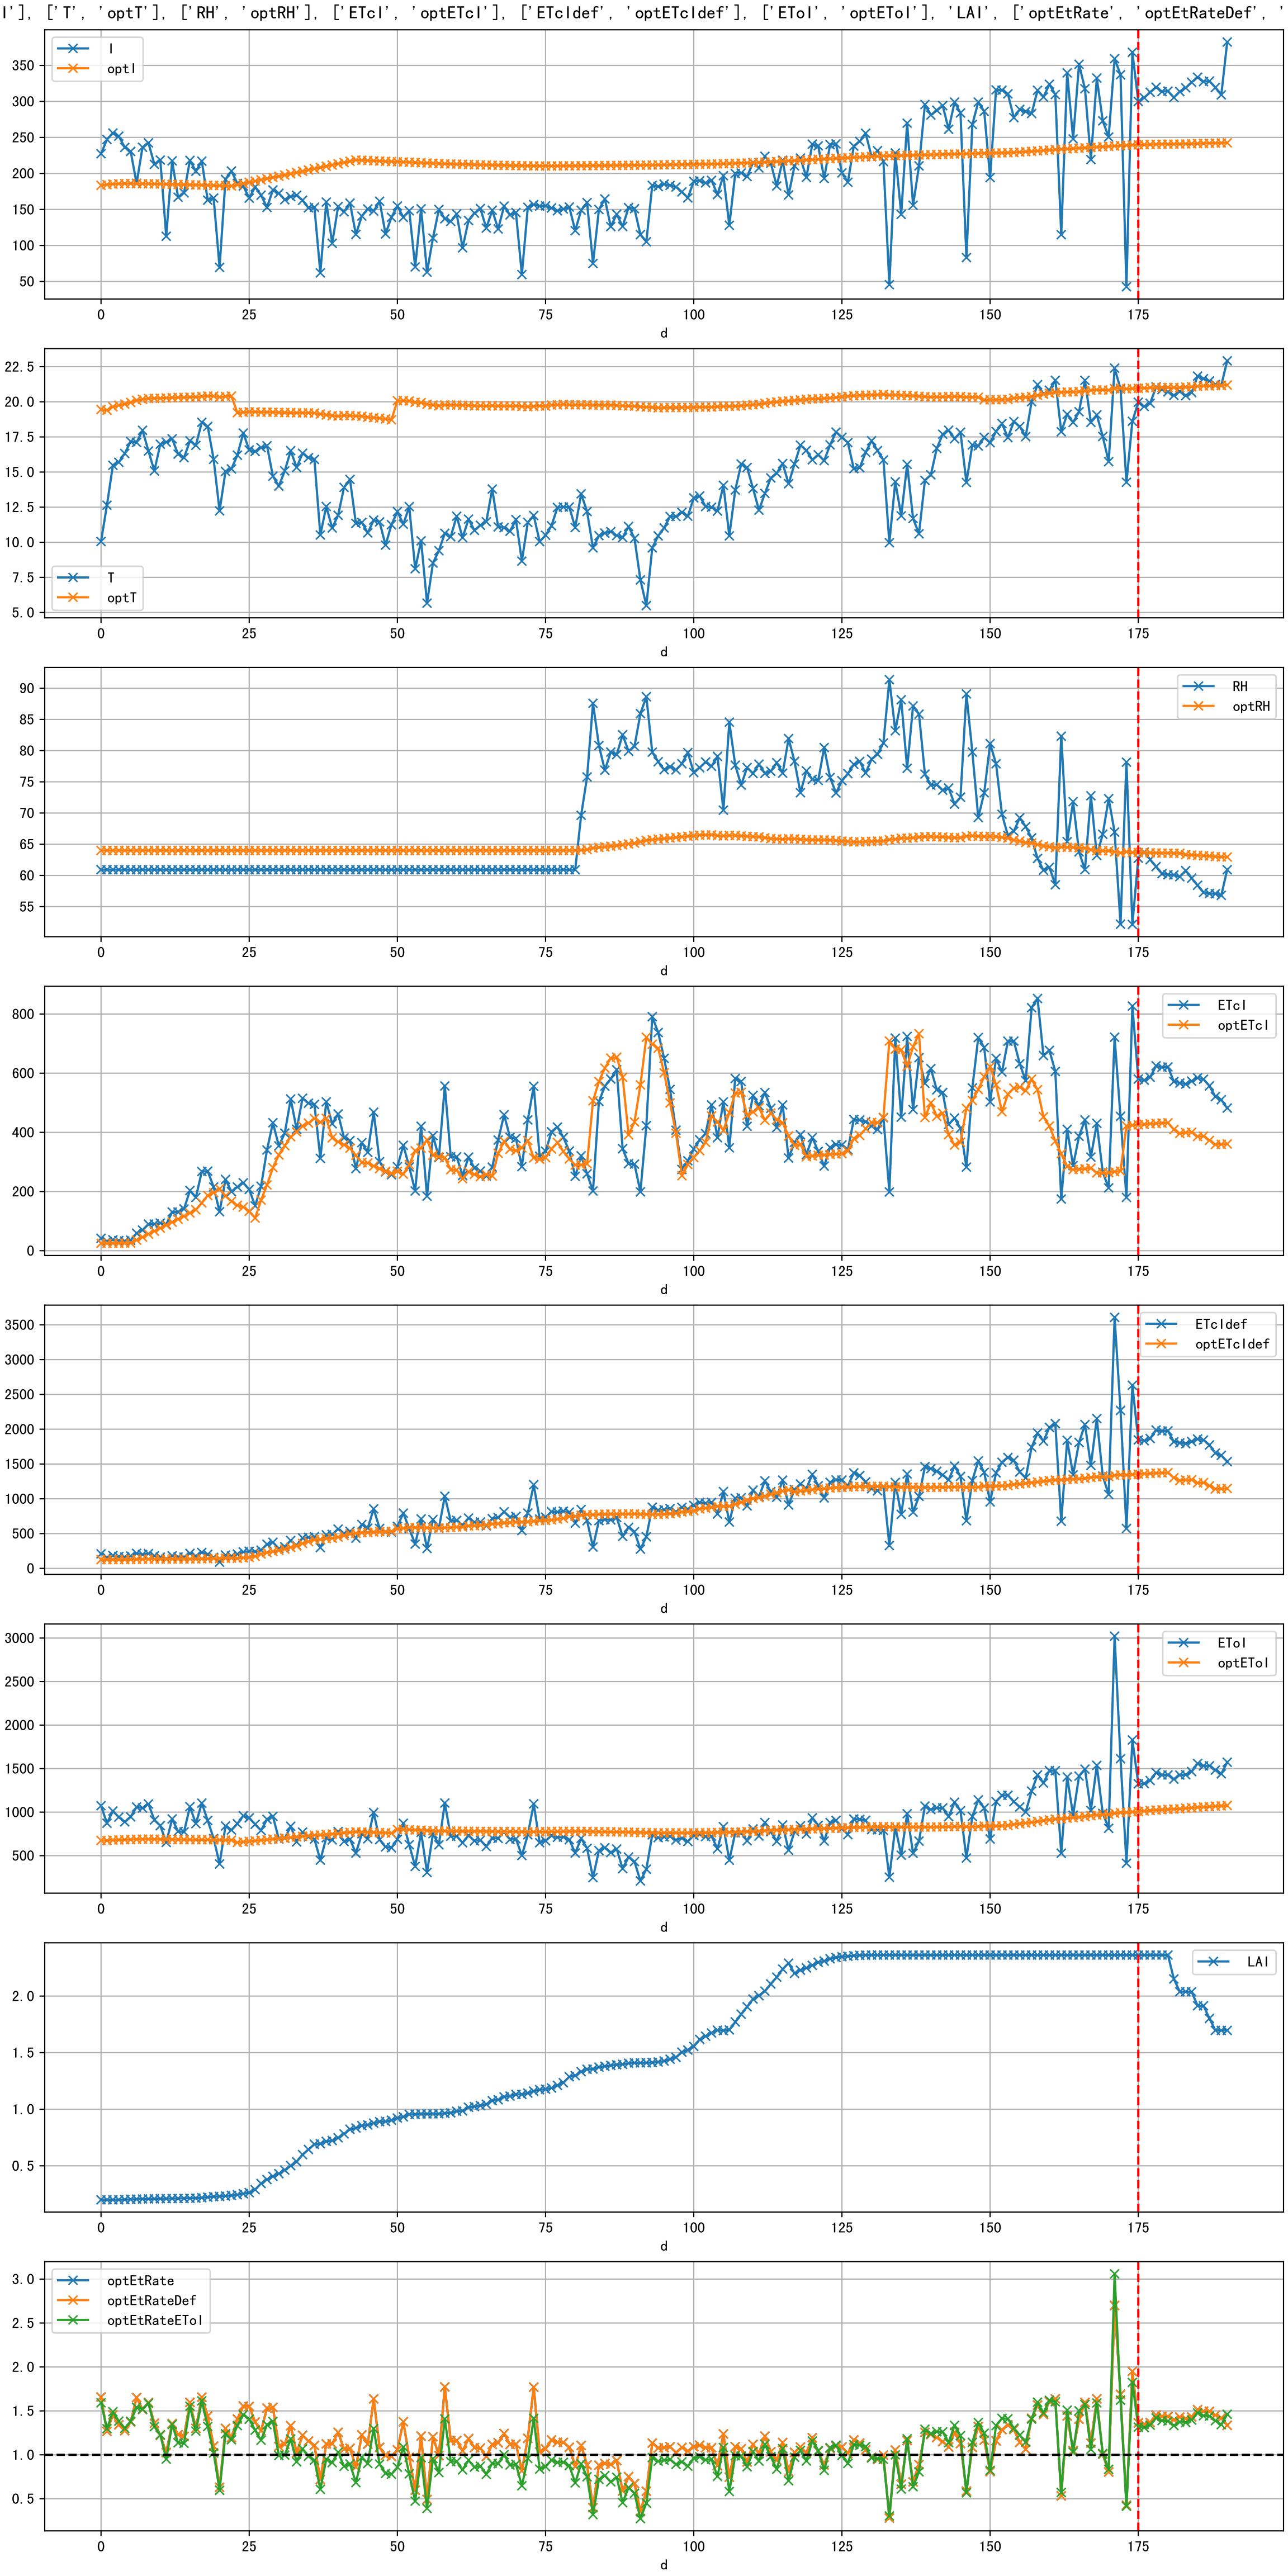 I'], ['T', 'optT'], ['RH', 'optRH'], ['ETcI', 'optETcI'], ['ETcIdef', 'optETcIdef'], ['EToI', 'optEToI'], 'LAI', ['optEtRate', 'optEtRateDef', '
I
optI
350
300
250
200
150
100
50
0 25 50 75 100 125 150 175
d
22.5
20.0
17.5
15.0
12.5
10.0
7.5
5.0
T
optT
0 25 50 75 100 125 150 175
d
RH
optRH
90
85
80
75
70
65
60
55
0 25 50 75 100 125 150 175
d
ETcI
optETcI
800
600
400
200
0
0 25 50 75 100 125 150 175
d
ETcIdef
optETcIdef
3500
3000
2500
2000
1500
1000
500
0
0 25 50 75 100 125 150 175
d
EToI
optEToI
3000
2500
2000
1500
1000
500
0 25 50 75 100 125 150 175
d
LAI
2.0
1.5
1.0
0.5
0 25 50 75 100 125 150 175
d
optEtRate
optEtRateDef
optEtRateEToI
3.0
2.5
2.0
1.5
1.0
0.5
0 25 50 75 100 125 150 175
d